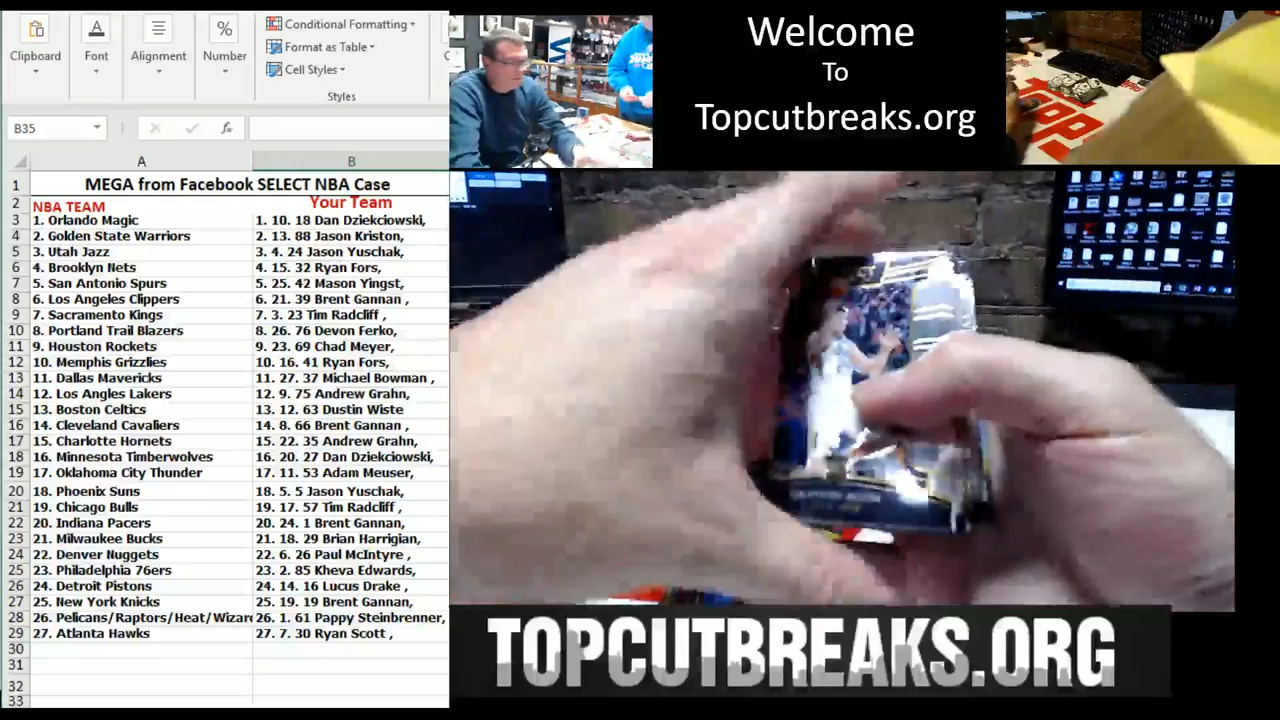 Clipboard
Font
Alignment
Number
Conditional Formatting
Format as Table
Cell Styles
Styles
B35
fx
A B
1 MEGA from Facebook SELECT NBA Case
2 NBA TEAM Your Team
3 1. Orlando Magic 1. 10. 18 Dan Dziekciowski,
4 2. Golden State Warriors 2. 13. 88 Jason Kriston,
5 3. Utah Jazz 3. 4. 24 Jason Yuschak,
6 4. Brooklyn Nets 4. 15. 32 Ryan Fors,
7 5. San Antonio Spurs 5. 25. 42 Mason Yingst,
8 6. Los Angeles Clippers 6. 21. 39 Brent Gannan ,
9 7. Sacramento Kings 7. 3. 23 Tim Radcliff ,
10 8. Portland Trail Blazers 8. 26. 76 Devon Ferko,
11 9. Houston Rockets 9. 23. 69 Chad Meyer,
12 10. Memphis Grizzlies 10. 16. 41 Ryan Fors,
13 11. Dallas Mavericks 11. 27. 37 Michael Bowman ,
14 12. Los Angles Lakers 12. 9. 75 Andrew Grahn,
15 13. Boston Celtics 13. 12. 63 Dustin Wiste
16 14. Cleveland Cavaliers 14. 8. 66 Brent Gannan ,
17 15. Charlotte Hornets 15. 22. 35 Andrew Grahn,
18 16. Minnesota Timberwolves 16. 20. 27 Dan Dziekciowski,
19 17. Oklahoma City Thunder 17. 11. 53 Adam Meuser,
20 18. Phoenix Suns 18. 5. 5 Jason Yuschak,
21 19. Chicago Bulls 19. 17. 57 Tim Radcliff ,
22 20. Indiana Pacers 20. 24. 1 Brent Gannan,
23 21. Milwaukee Bucks 21. 18. 29 Brian Harrigian,
24 22. Denver Nuggets 22. 6. 26 Paul McIntyre ,
25 23. Philadelphia 76ers 23. 2. 85 Kheva Edwards,
26 24. Detroit Pistons 24. 14. 16 Lucus Drake ,
27 25. New York Knicks 25. 19. 19 Brent Gannan,
28 26. Pelicans/Raptors/Heat/Wizar 26. 1. 61 Pappy Steinbrenner,
29 27. Atlanta Hawks 27. 7. 30 Ryan Scott ,
30
31
32
33
Welcome
To
Topcutbreaks.org
TOP
TOPCUTBREAKS.ORG